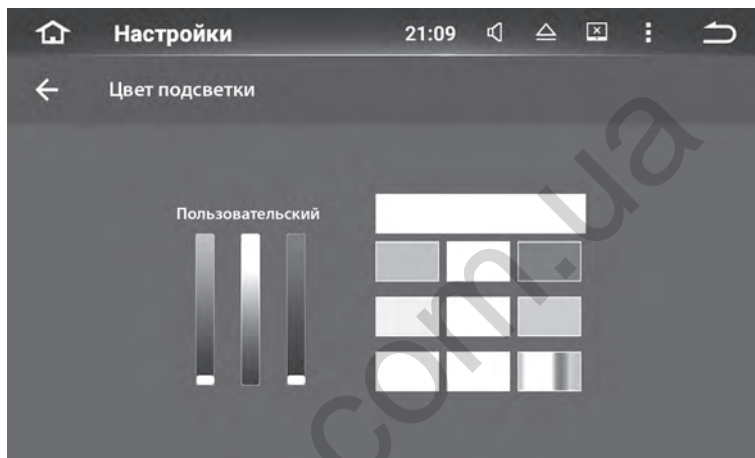 Настройки 21:09
Цвет подсветки
Пользовательский
com.ua